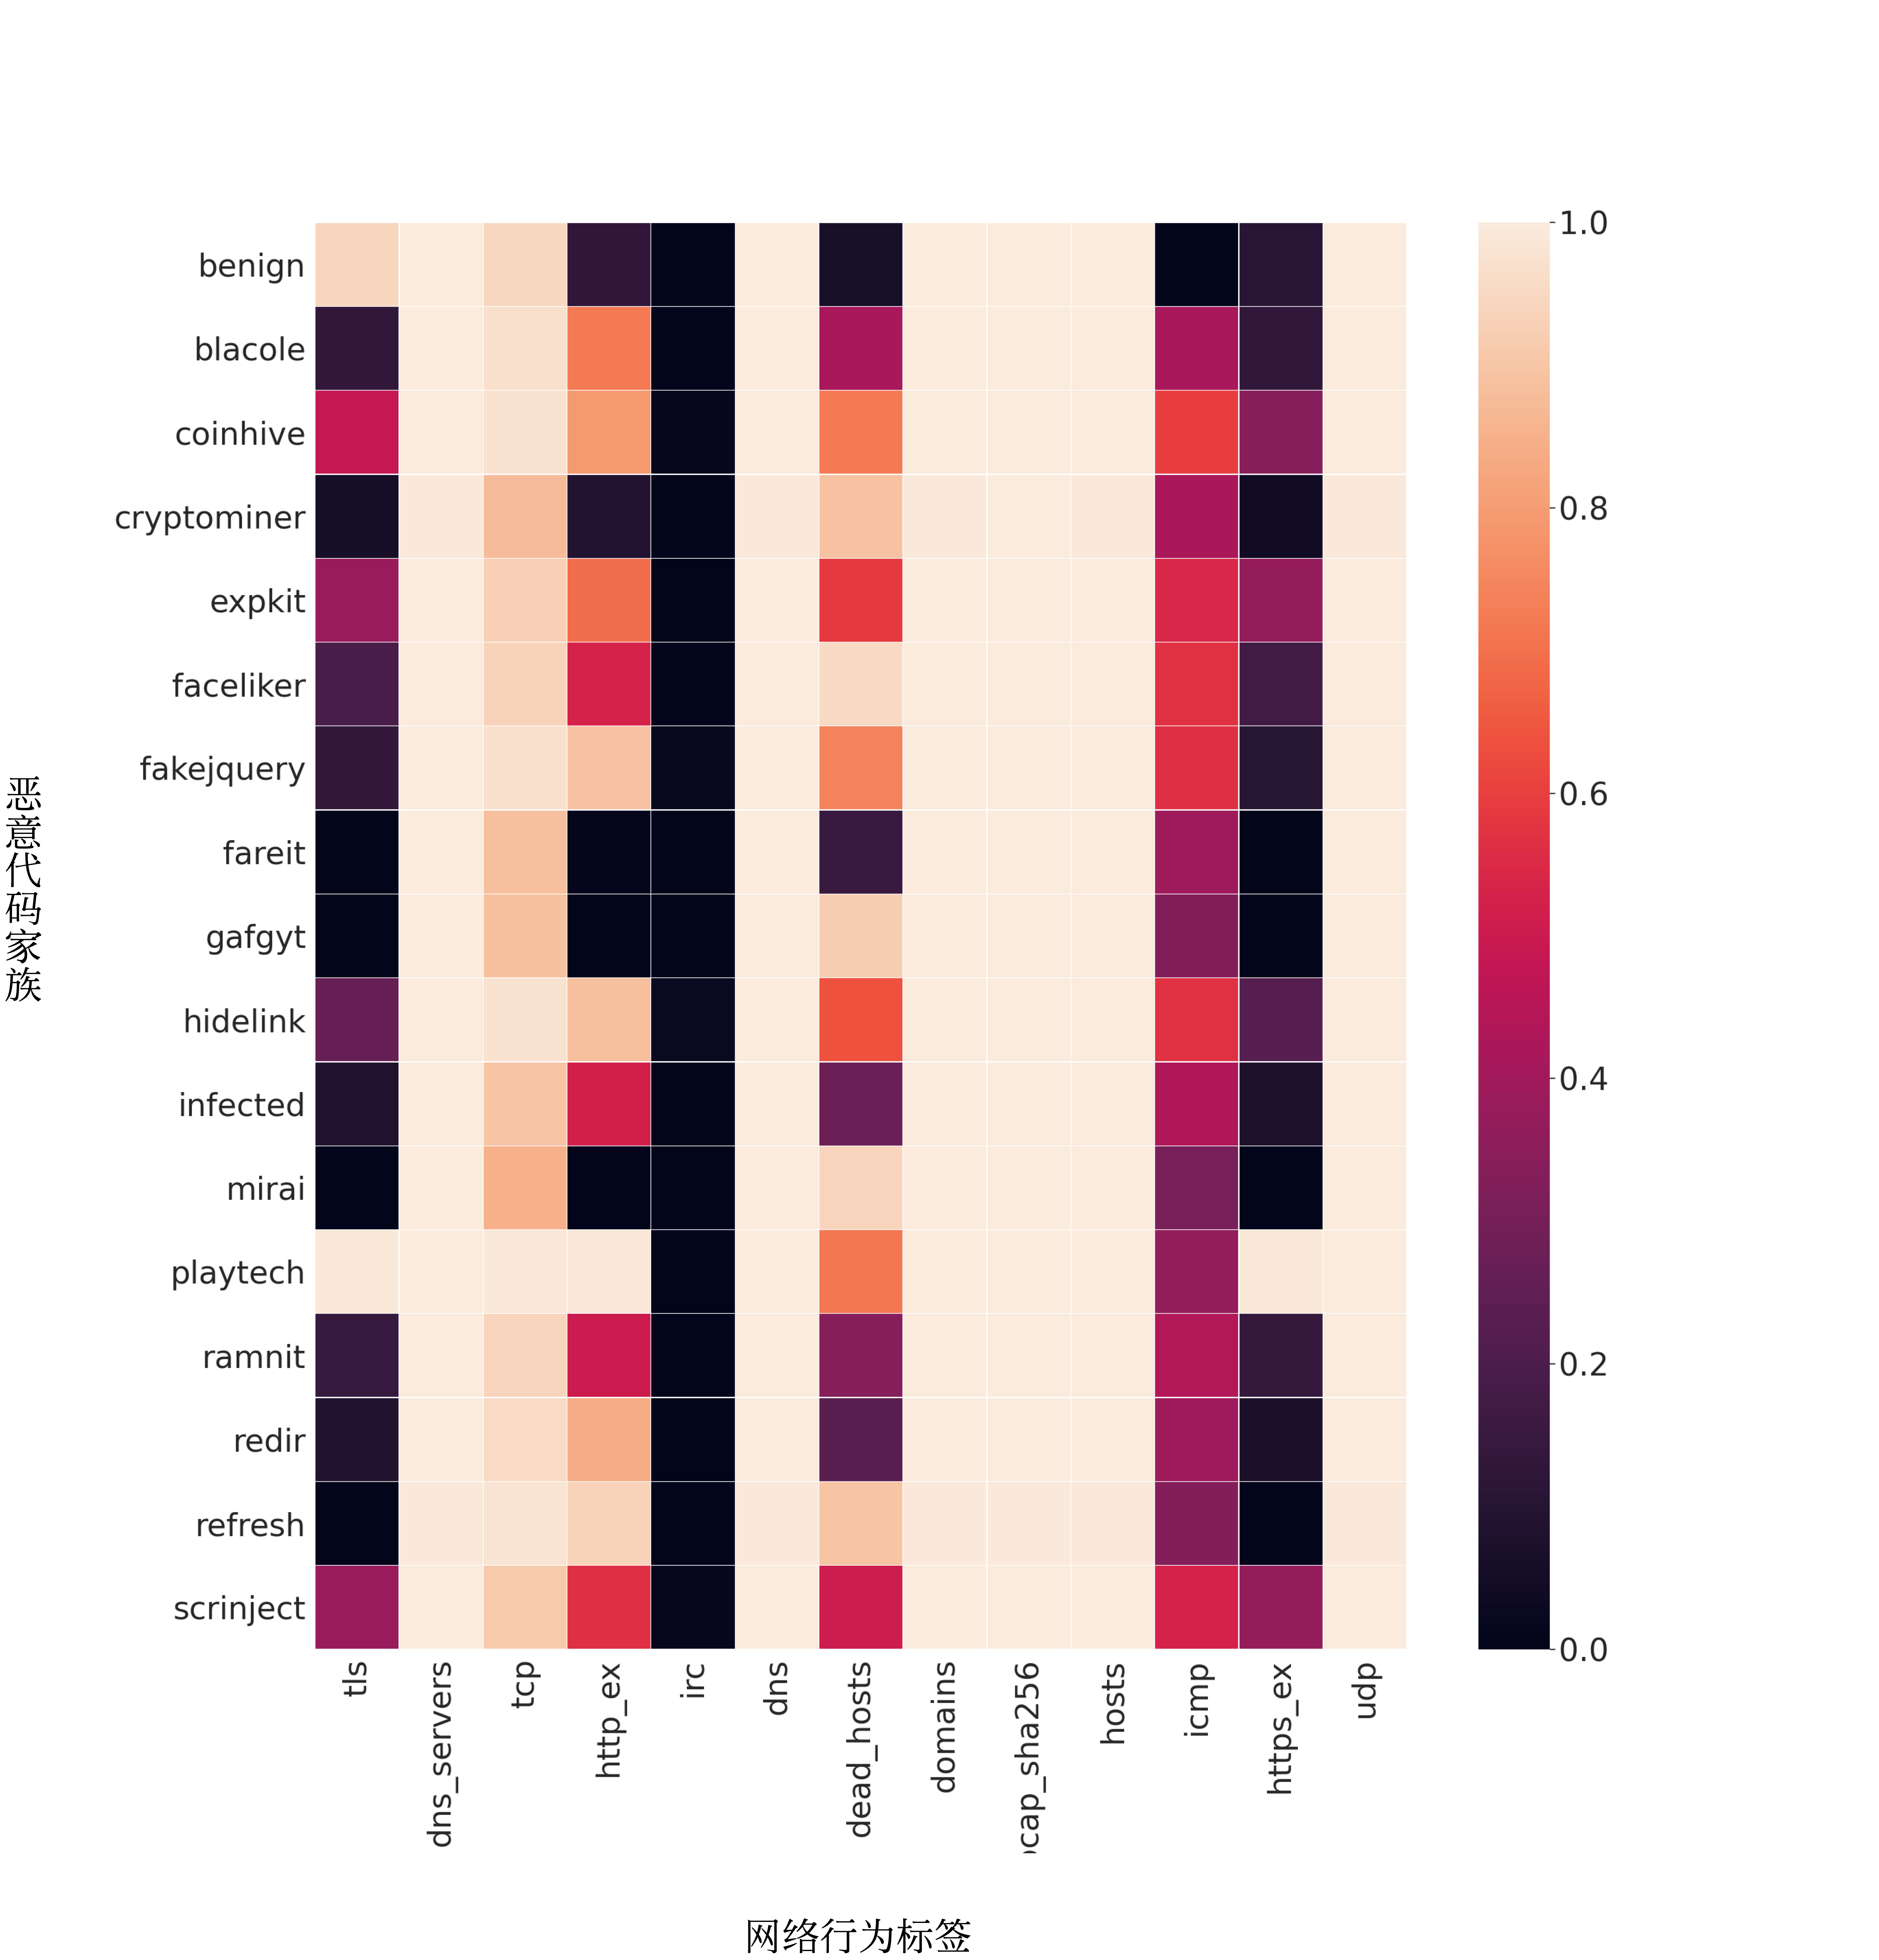 benign
blacole
coinhive
cryptominer
expkit
faceliker
fakejquery
fareit
gafgyt
hidelink
infected
mirai
playtech
ramnit
redir
refresh
scrinject
恶意代码家族
tls
dns_servers
tcp
http_ex
irc
dns
dead_hosts
domains
pcap_sha256
hosts
icmp
https_ex
udp
网络行为标签
1.0
0.8
0.6
0.4
0.2
0.0